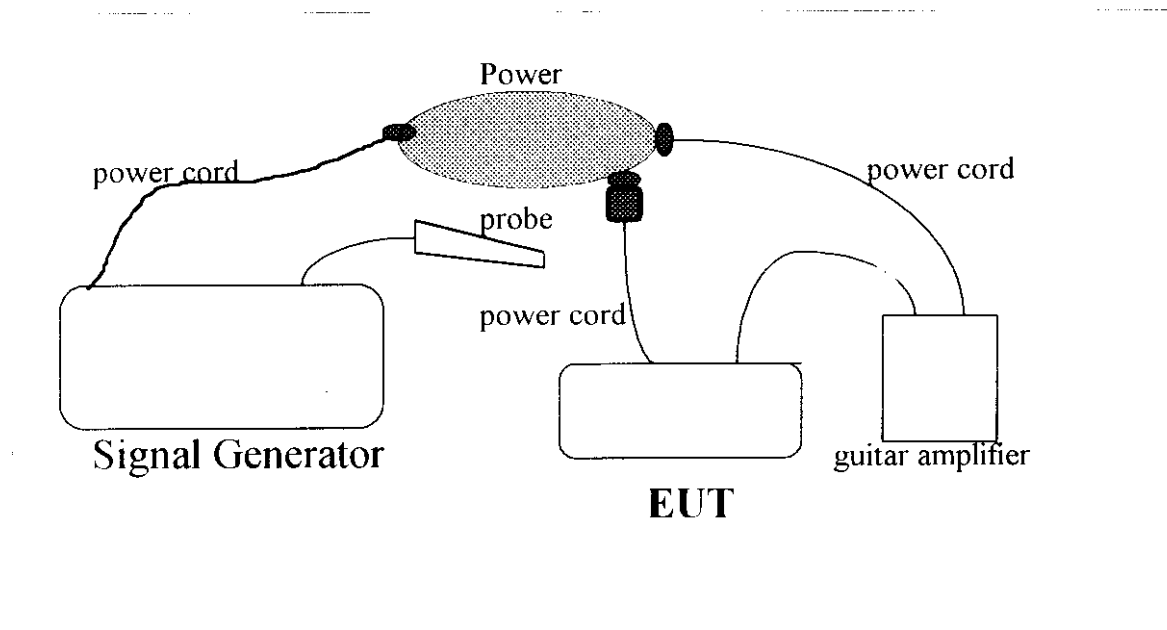 Power
power cord
power cord
probe
power cord
Signal Generator
guitar amplifier
EUT